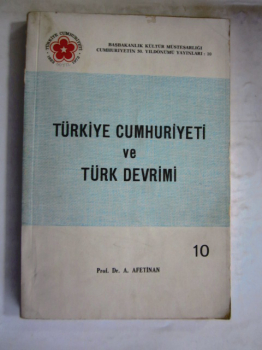 BAŞBAKANLIK KÜLTÜR MÜSTEŞARLIĞI
CUMHURİYETİN 50. YILDÖNÜMÜ YAYINLARI - 10
TÜRKİYE CUMHURİYETİ
ve
TÜRK DEVRİMİ
10
Prof. Dr. A. AFETİNAN